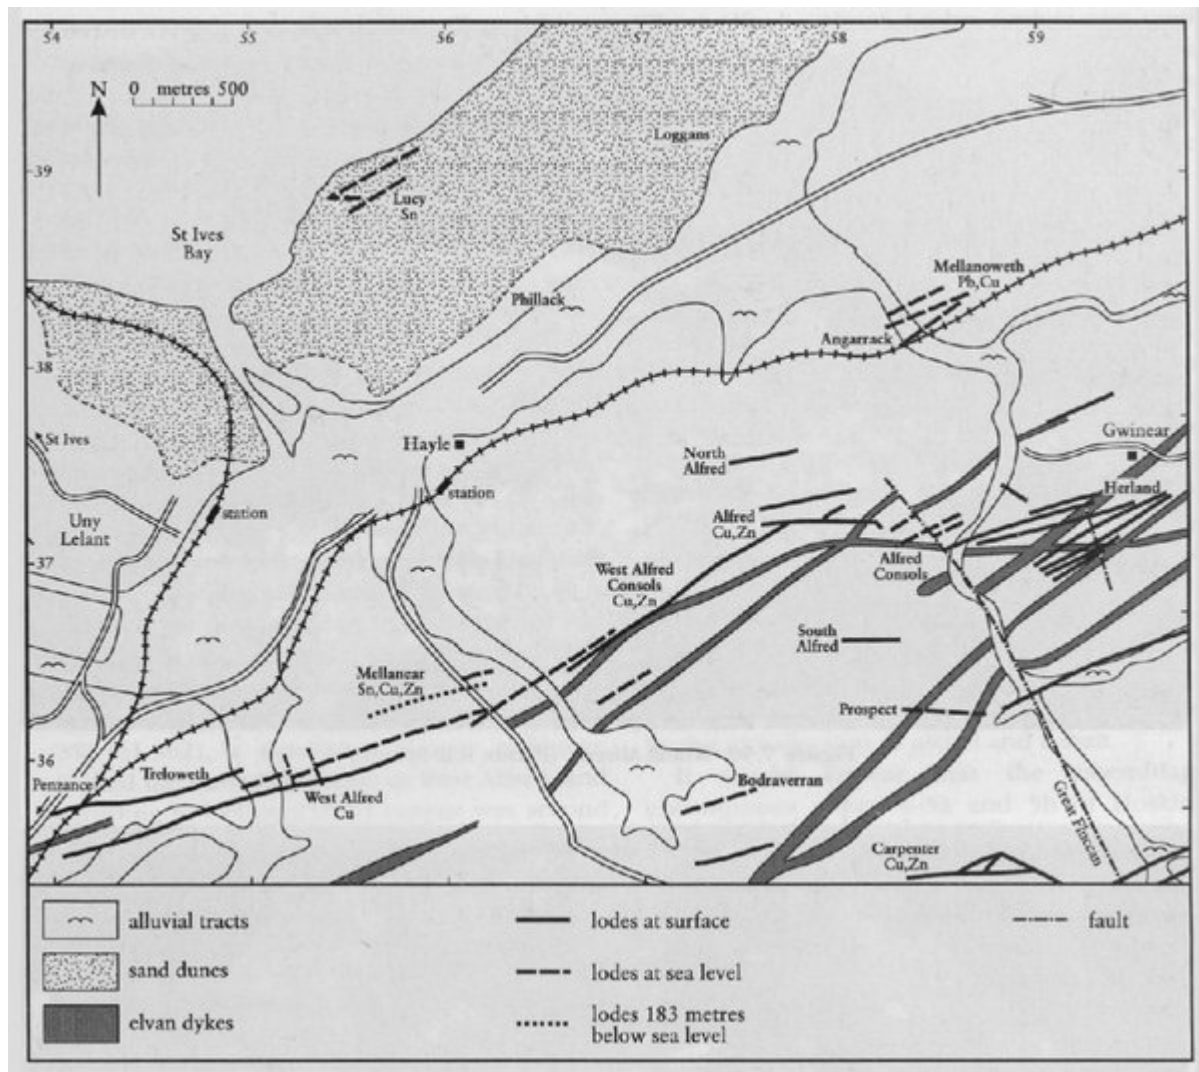 54 55 56 57 58 59
N
0 metres 500
Loggans
39
Lucy
Sn
St Ives
Bay
Mellanoweth
Pb,Cu
Phillack
Angarrack
38
St Ives
Hayle
Gwinear
North
Alfred
station
Herland
station
Uny
Lelant
Alfred
Cu,Zn
37
Alfred
Consols
West Alfred
Consols
Cu,Zn
South
Alfred
Mellanear
Sn,Cu,Zn
Prospect
36
Treloweth
Penzance
Bodraverran
West Alfred
Cu
Great Fluccan
Carpenter
Cu,Zn
alluvial tracts
lodes at surface
fault
sand dunes
lodes at sea level
elvan dykes
lodes 183 metres
below sea level